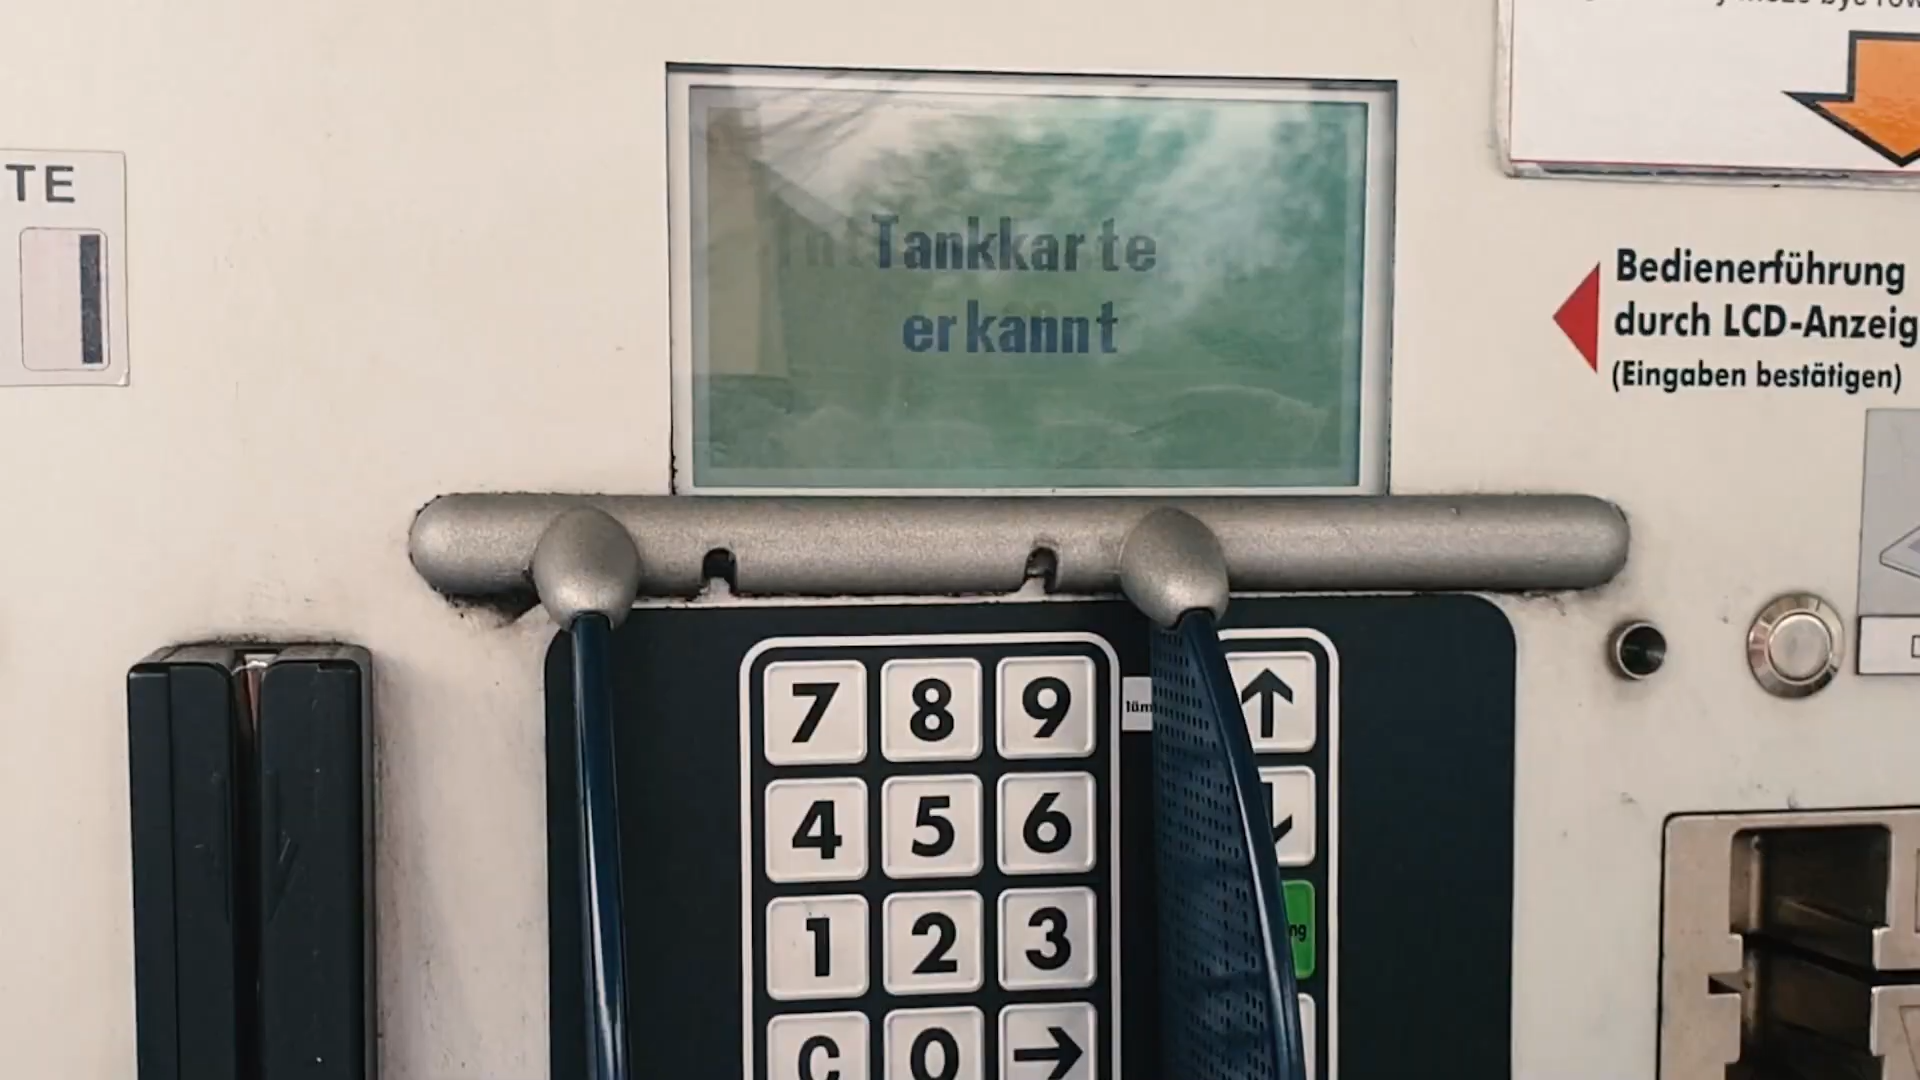 TE
Tankkarte
erkannt
Bedienerführung
durch LCD-Anzeig
(Eingaben bestätigen)
7 8 9
4 5 6
1 2 3
C 0 →